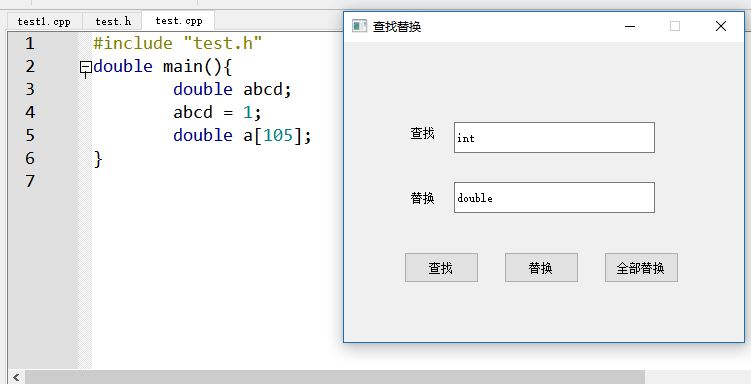 test1.cpp test.h test.cpp
1 #include "test.h"
2 double main(){
3 double abcd;
4 abcd = 1;
5 double a[105];
6 }
7
查找替换
查找 int
替换 double
查找 替换 全部替换